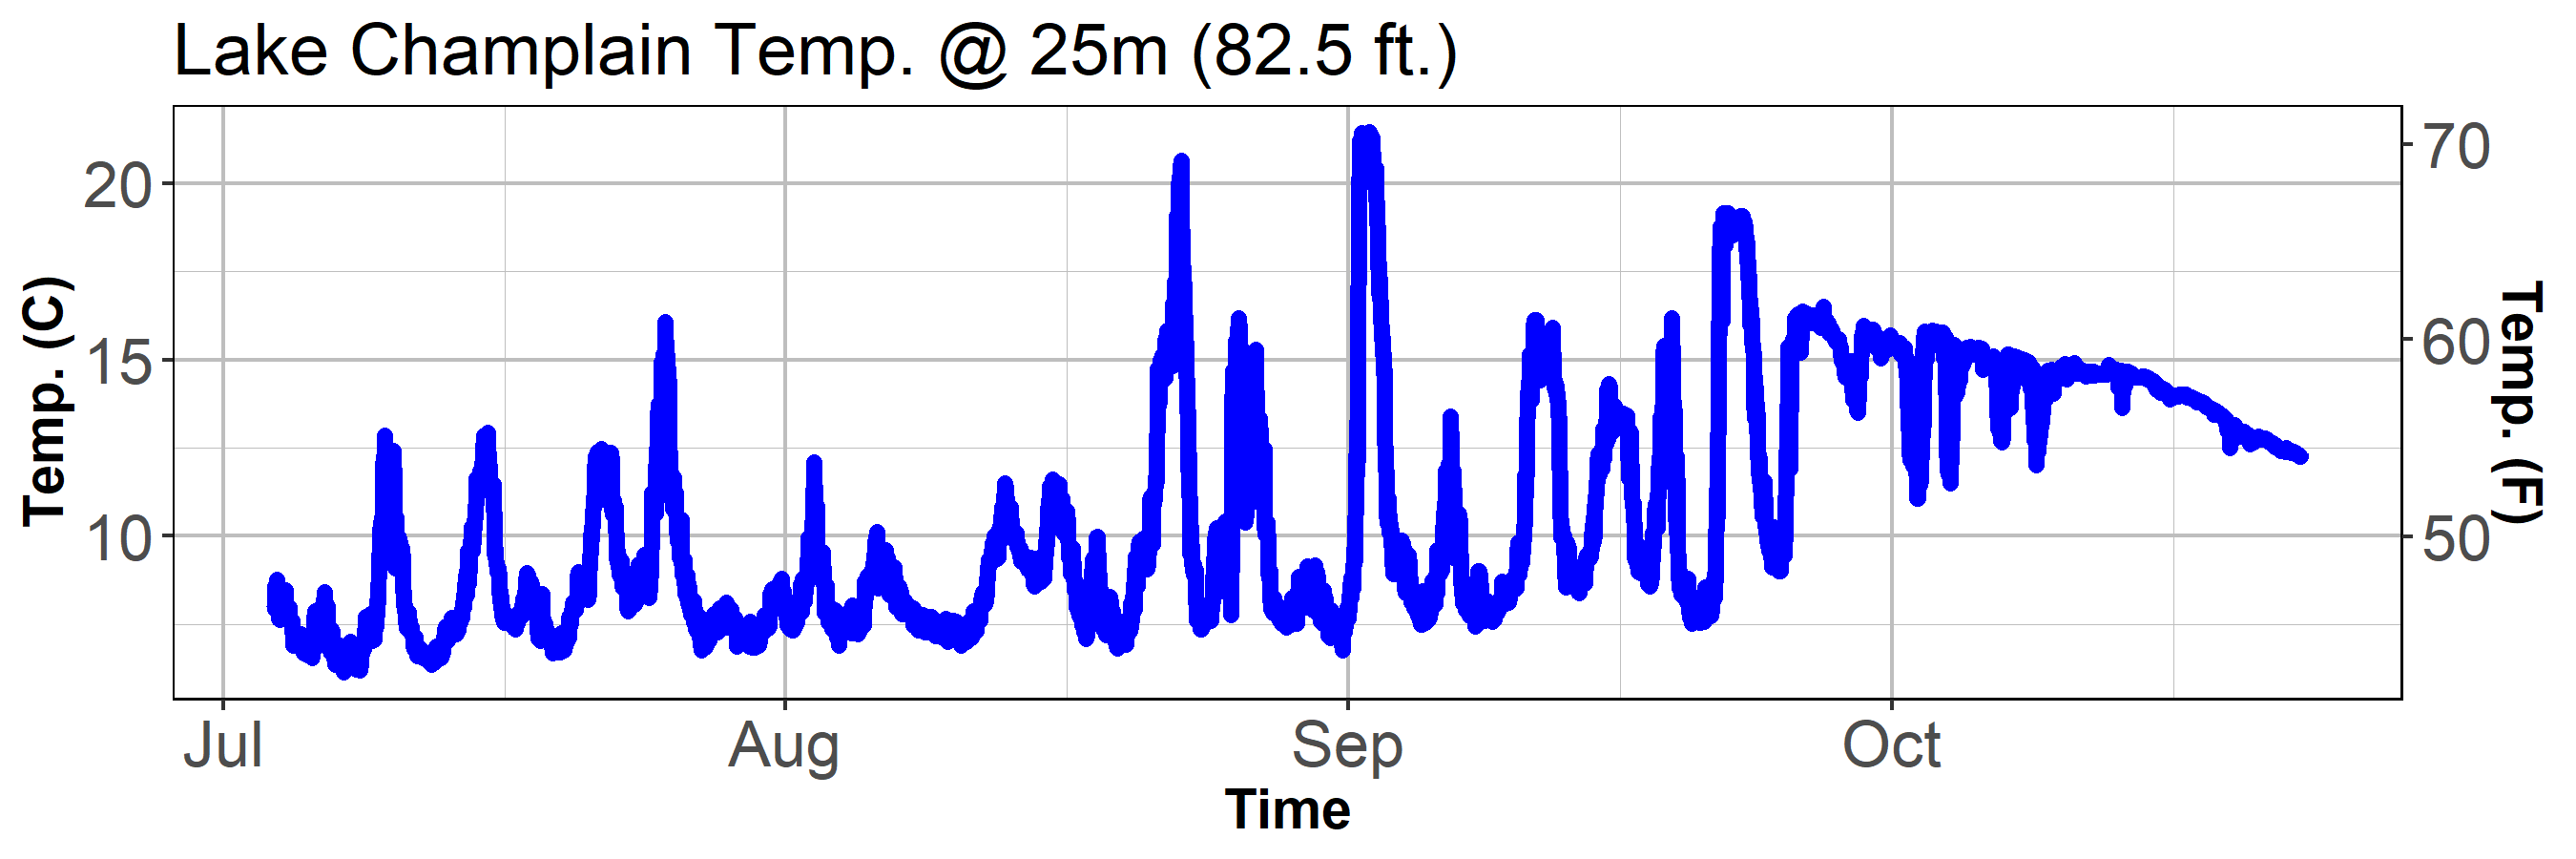 Lake Champlain Temp. @ 25m (82.5 ft.)
Temp. (C)
20
15
10
70
60
50
Temp. (F)
Jul Aug Sep Oct
Time